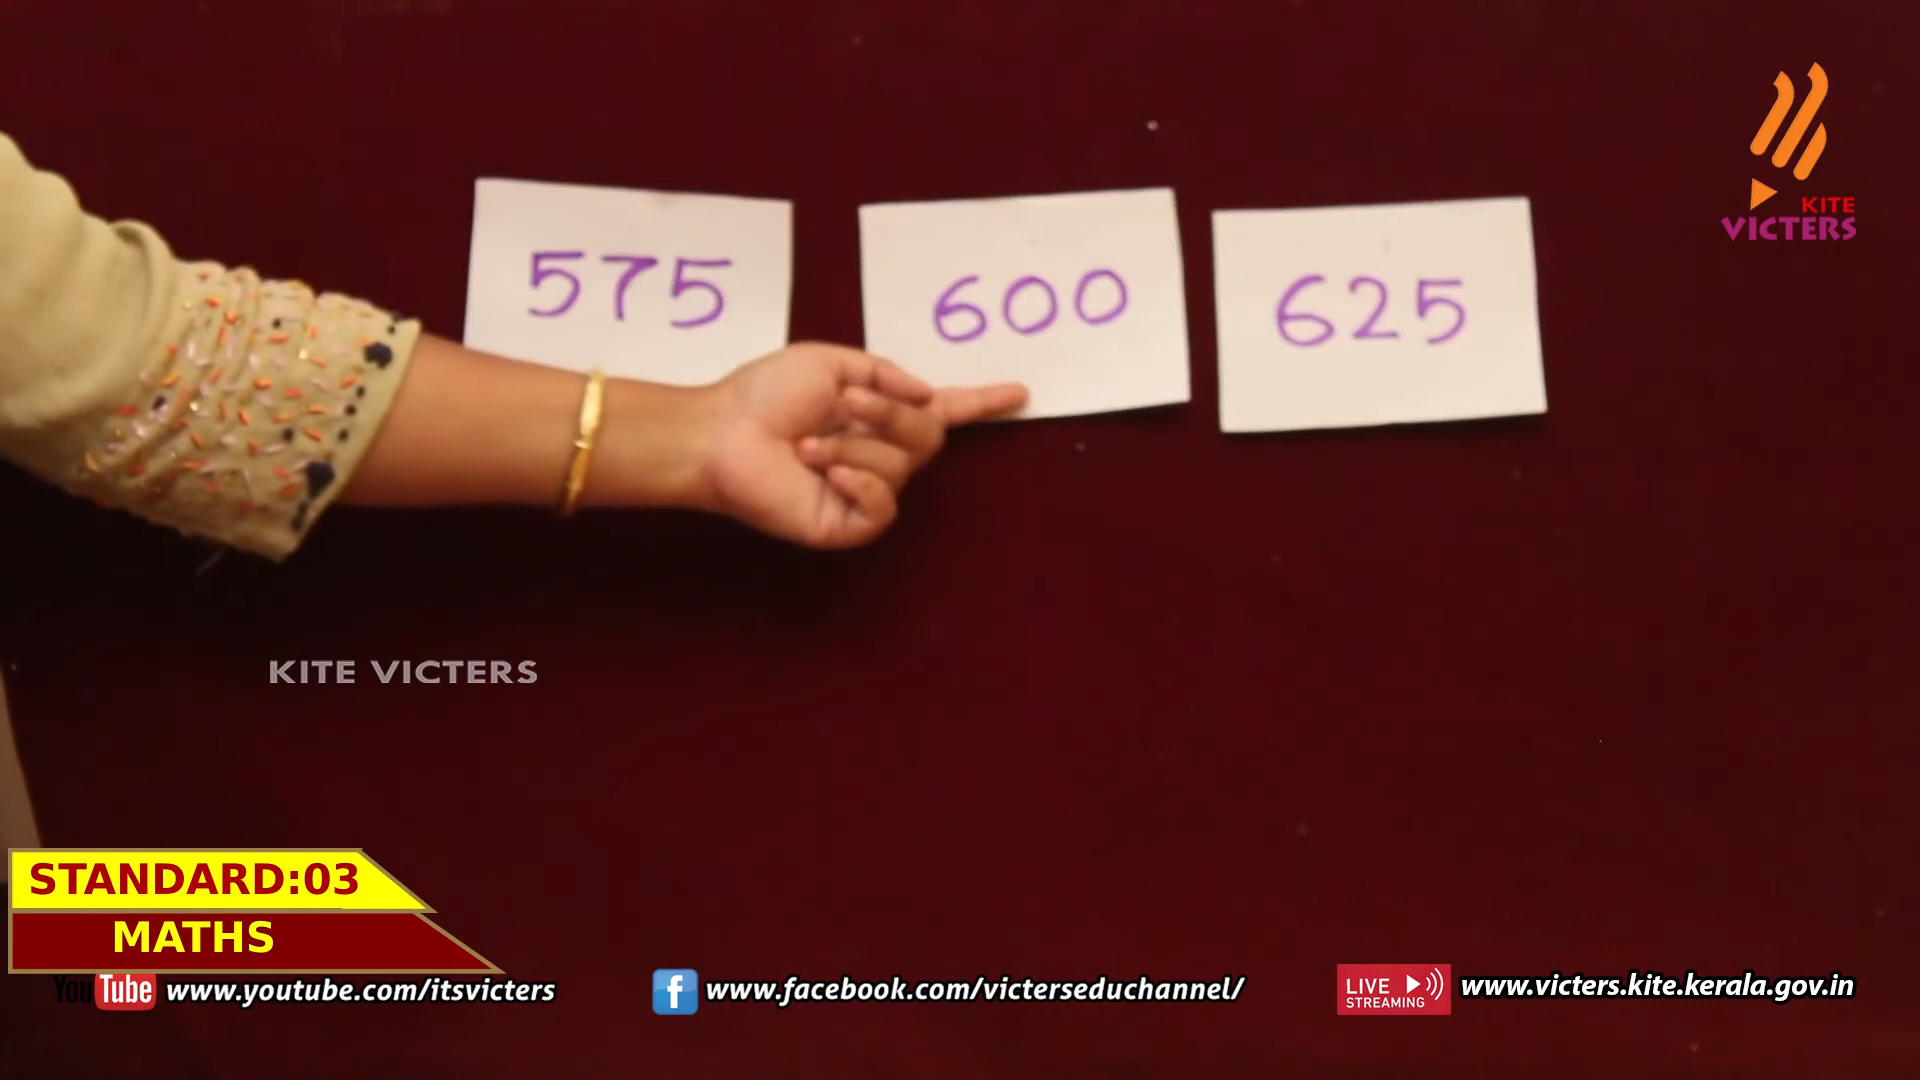 575
600
625
KITE
VICTERS
KITE VICTERS
STANDARD:03
MATHS
YouTube www.youtube.com/itsvicters
f www.facebook.com/victerseduchannel/
LIVE
STREAMING
www.victers.kite.kerala.gov.in